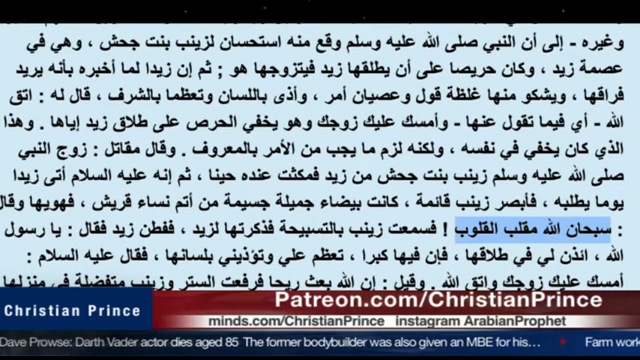 وغيره - إلى أن النبي صلى الله عليه وسلم وقع منه استحسان لزينب بنت جحش ، وهي في
عصمة زيد ، وكان حريصا على أن يطلقها زيد فيتزوجها هو ; ثم إن زيدا لما أخبره بأنه يريد
فراقها ، ويشكو منها غلظة قول وعصيان أمر ، وأذى باللسان وتعظما بالشرف ، قال له : اتق
الله - أي فيما تقول عنها - وأمسك عليك زوجك وهو يخفي الحرص على طلاق زيد إياها . وهذا
الذي كان يخفي في نفسه ، ولكنه لزم ما يجب من الأمر بالمعروف . وقال مقاتل : زوج النبي
صلى الله عليه وسلم زينب بنت جحش من زيد فمكثت عنده حينا ، ثم إنه عليه السلام أتى زيدا
يوما يطلبه ، فأبصر زينب قائمة ، كانت بيضاء جميلة جسيمة من أتم نساء قريش ، فهويها وقال
: سبحان الله مقلب القلوب ! فسمعت زينب بالتسبيحة فذكرتها لزيد ، ففطن زيد فقال : يا رسول
الله ، ائذن لي في طلاقها ، فإن فيها كبرا ، تعظم علي وتؤذيني بلسانها ، فقال عليه السلام :
أمسك عليك زوجك واتق الله . وقيل : إن الله بعث ريحا فرفعت الستر وزينب متفضلة في منزلها
Christian Prince
Patreon.com/ChristianPrince
minds.com/ChristianPrince instagram ArabianProphet
Dave Prowse: Darth Vader actor dies aged 85 The former bodybuilder was also given an MBE for his... Farm wor